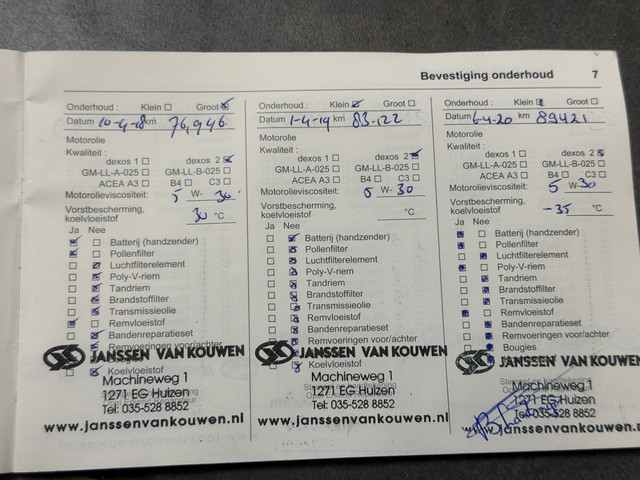 Bevestiging onderhoud 7
Onderhoud : Klein Groot
Datum 10-4-18 km 76,946
Motorolie
Kwaliteit :
dexos 1 dexos 2
GM-LL-A-025 GM-LL-B-025
ACEA A3 B4 C3
Motorolieviscositeit: 5 W- 30
Vorstbescherming,
koelvloeistof 30 °C
Ja Nee
Batterij (handzender)
Pollenfilter
Luchtfilterelement
Poly-V-riem
Tandriem
Brandstoffilter
Transmissieolie
Remvloeistof
Bandenreparatieset
Remvoeringen voor/achter
JANSSEN VAN KOUWEN
Koelvloeistof
Machineweg 1
1271 EG Huizen
Tel: 035-528 8852
www.janssenvankouwen.nl
Onderhoud : Klein Groot
Datum 1-4-19 km 83.122
Motorolie
Kwaliteit :
dexos 1 dexos 2
GM-LL-A-025 GM-LL-B-025
ACEA A3 B4 C3
Motorolieviscositeit: 5 W- 30
Vorstbescherming,
koelvloeistof °C
Ja Nee
Batterij (handzender)
Pollenfilter
Luchtfilterelement
Poly-V-riem
Tandriem
Brandstoffilter
Transmissieolie
Remvloeistof
Bandenreparatieset
Remvoeringen voor/achter
JANSSEN VAN KOUWEN
Koelvloeistof
Machineweg 1
1271 EG Huizen
Tel: 035-528 8852
www.janssenvankouwen.nl
Onderhoud : Klein Groot
Datum 6-4-20 km 89421
Motorolie
Kwaliteit :
dexos 1 dexos 2
GM-LL-A-025 GM-LL-B-025
ACEA A3 B4 C3
Motorolieviscositeit: 5 W-30
Vorstbescherming,
koelvloeistof -35 °C
Ja Nee
Batterij (handzender)
Pollenfilter
Luchtfilterelement
Poly-V-riem
Tandriem
Brandstoffilter
Transmissieolie
Remvloeistof
Bandenreparatieset
Remvoeringen voor/achter
Bougies
JANSSEN VAN KOUWEN
Machineweg 1
1271 EG Huizen
Tel: 035-528 8852
www.janssenvankouwen.nl